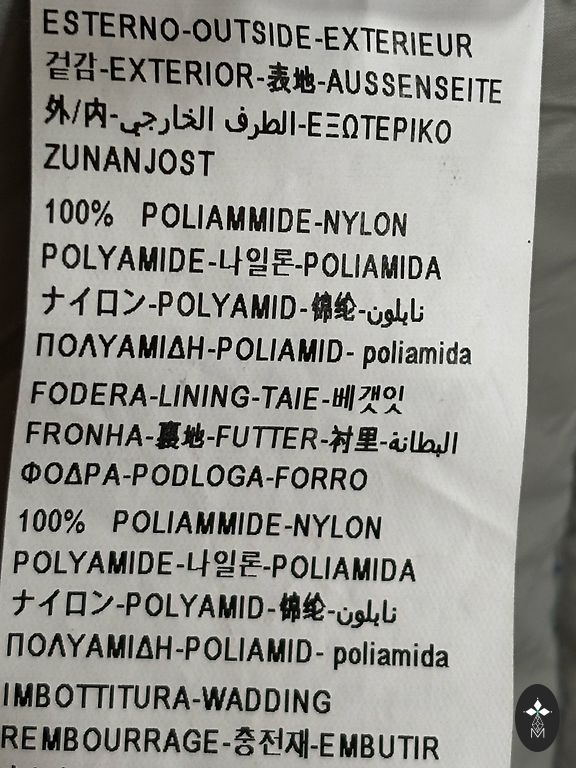 ESTERNO-OUTSIDE-EXTERIEUR
겉감-EXTERIOR-表地-AUSSENSEITE
外/内-الطرف الخارجي-ΕΞΩΤΕΡΙΚΟ
ZUNANJOST
100% POLIAMMIDE-NYLON
POLYAMIDE-나일론-POLIAMIDA
ナイロン-POLYAMID-锦纶-نايلون
ΠΟΛΥΑΜΙΔΗ-POLIAMID- poliamida
FODERA-LINING-TAIE-베갯잇
FRONHA-裏地-FUTTER-衬里-البطانة
ΦΟΔΡΑ-PODLOGA-FORRO
100% POLIAMMIDE-NYLON
POLYAMIDE-나일론-POLIAMIDA
ナイロン-POLYAMID-锦纶-نايلون
ΠΟΛΥΑΜΙΔΗ-POLIAMID- poliamida
IMBOTTITURA-WADDING
REMBOURRAGE-충전재-EMBUTIR